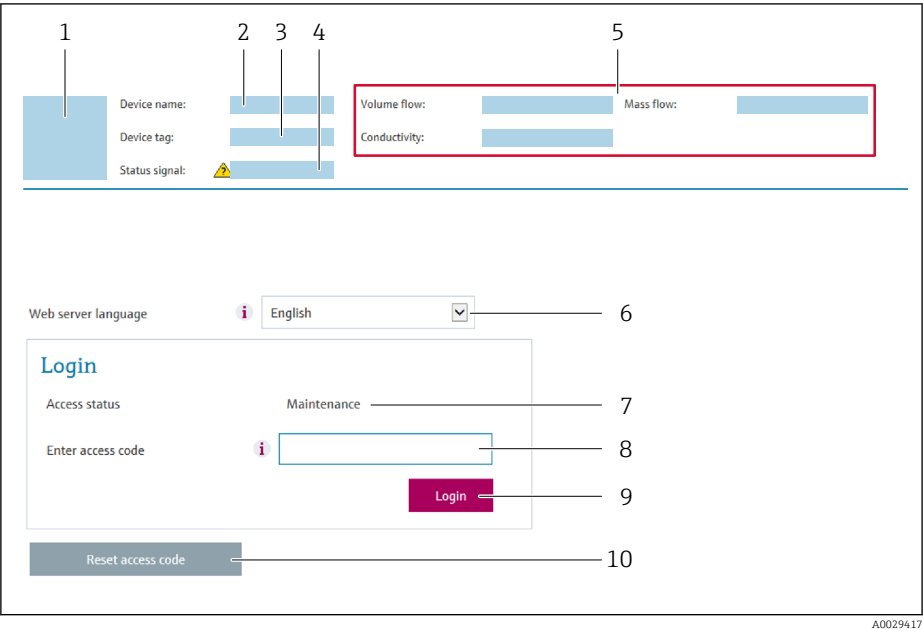 1 2 3 4 5
Device name: Volume flow: Mass flow:
Device tag: Conductivity:
Status signal: ?
Web server language i English 6
Login
Access status Maintenance 7
Enter access code i 8
Login 9
Reset access code 10
A0029417